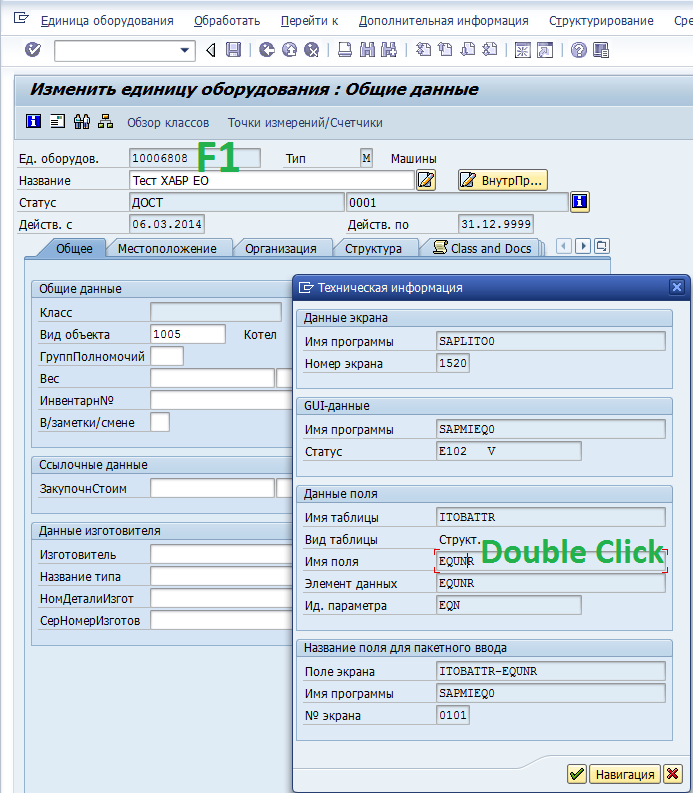 Единица оборудования Обработать Перейти к Дополнительная информация Структурирование Сре
Изменить единицу оборудования : Общие данные
Обзор классов Точки измерений/Счетчики
Ед. оборудов. 10006808 F1 Тип M Машины
Название Тест ХАБР ЕО ВнутрПр...
Статус ДОСТ 0001
Действ. с 06.03.2014 Действ. по 31.12.9999
Общее Местоположение Организация Структура Class and Docs
Общие данные
Класс
Вид объекта 1005 Котел
ГруппПолномочий
Вес
Инвентарн№
В/заметки/смене
Ссылочные данные
ЗакупочнСтоим
Данные изготовителя
Изготовитель
Название типа
НомДеталиИзгот
СерНомерИзготов
Техническая информация
Данные экрана
Имя программы SAPLITO0
Номер экрана 1520
GUI-данные
Имя программы SAPMIEQ0
Статус E102 V
Данные поля
Имя таблицы ITOBATTR
Вид таблицы Структ.
Имя поля EQUNR Double Click
Элемент данных EQUNR
Ид. параметра EQN
Название поля для пакетного ввода
Поле экрана ITOBATTR-EQUNR
Имя программы SAPMIEQ0
№ экрана 0101
Навигация